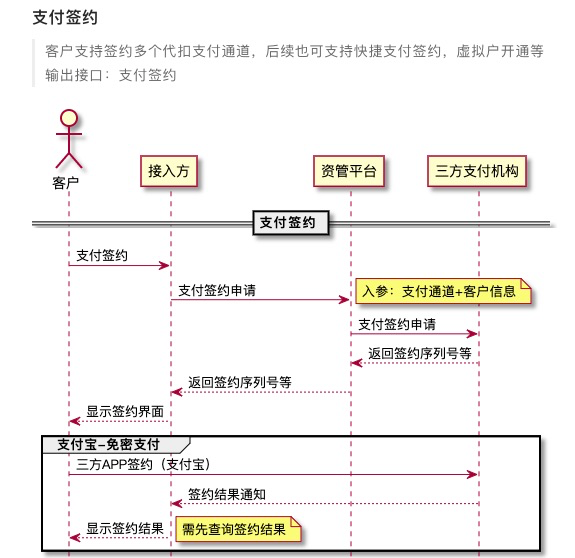 支付签约
客户支持签约多个代扣支付通道，后续也可支持快捷支付签约，虚拟户开通等
输出接口：支付签约
客户
接入方
资管平台
三方支付机构
支付签约
支付签约
支付签约申请
入参：支付通道+客户信息
支付签约申请
返回签约序列号等
返回签约序列号等
显示签约界面
支付宝-免密支付
三方APP签约（支付宝）
签约结果通知
显示签约结果
需先查询签约结果